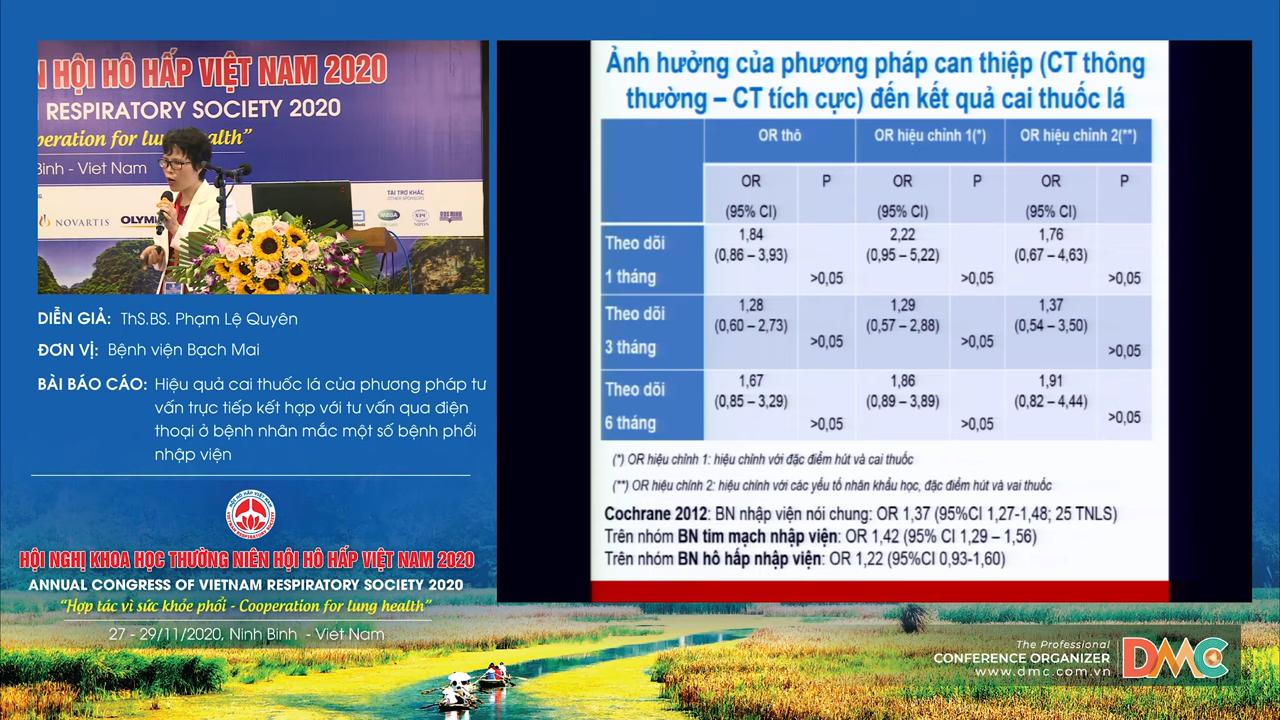 N HỘI HÔ HẤP VIỆT NAM 2020
RESPIRATORY SOCIETY 2020
peration for lung health”
Binh - Viet Nam
TÀI TRỢ KHÁC
OTHER SPONSORS
NOVARTIS
OLYM
MEGA
DIỄN GIẢ: ThS.BS. Phạm Lệ Quyên
ĐƠN VỊ: Bệnh viện Bạch Mai
BÀI BÁO CÁO: Hiệu quả cai thuốc lá của phương pháp tư
vấn trực tiếp kết hợp với tư vấn qua điện
thoại ở bệnh nhân mắc một số bệnh phổi
nhập viện
HỘI NGHỊ KHOA HỌC THƯỜNG NIÊN HỘI HÔ HẤP VIỆT NAM 2020
ANNUAL CONGRESS OF VIETNAM RESPIRATORY SOCIETY 2020
“Hợp tác vì sức khỏe phổi - Cooperation for lung health”
27 - 29/11/2020, Ninh Binh - Viet Nam
Ảnh hưởng của phương pháp can thiệp (CT thông
thường – CT tích cực) đến kết quả cai thuốc lá
OR thô OR hiệu chỉnh 1(*) OR hiệu chỉnh 2(**)
OR P OR P OR P
(95% CI) (95% CI) (95% CI)
Theo dõi 1,84 2,22 1,76
(0,86 – 3,93) (0,95 – 5,22) (0,67 – 4,63)
1 tháng >0,05 >0,05 >0,05
Theo dõi 1,28 1,29 1,37
(0,60 – 2,73) (0,57 – 2,88) (0,54 – 3,50)
3 tháng >0,05 >0,05 >0,05
Theo dõi 1,67 1,86 1,91
(0,85 – 3,29) (0,89 – 3,89) (0,82 – 4,44)
6 tháng >0,05 >0,05 >0,05
(*) OR hiệu chỉnh 1: hiệu chỉnh với đặc điểm hút và cai thuốc
(**) OR hiệu chỉnh 2: hiệu chỉnh với các yếu tố nhân khẩu học, đặc điểm hút và vai thuốc
Cochrane 2012: BN nhập viện nói chung: OR 1,37 (95%CI 1,27-1,48; 25 TNLS)
Trên nhóm BN tim mạch nhập viện: OR 1,42 (95% CI 1,29 – 1,56)
Trên nhóm BN hô hấp nhập viện: OR 1,22 (95%CI 0,93-1,60)
The Professional
CONFERENCE ORGANIZER
www.dmc.com.vn
DMC